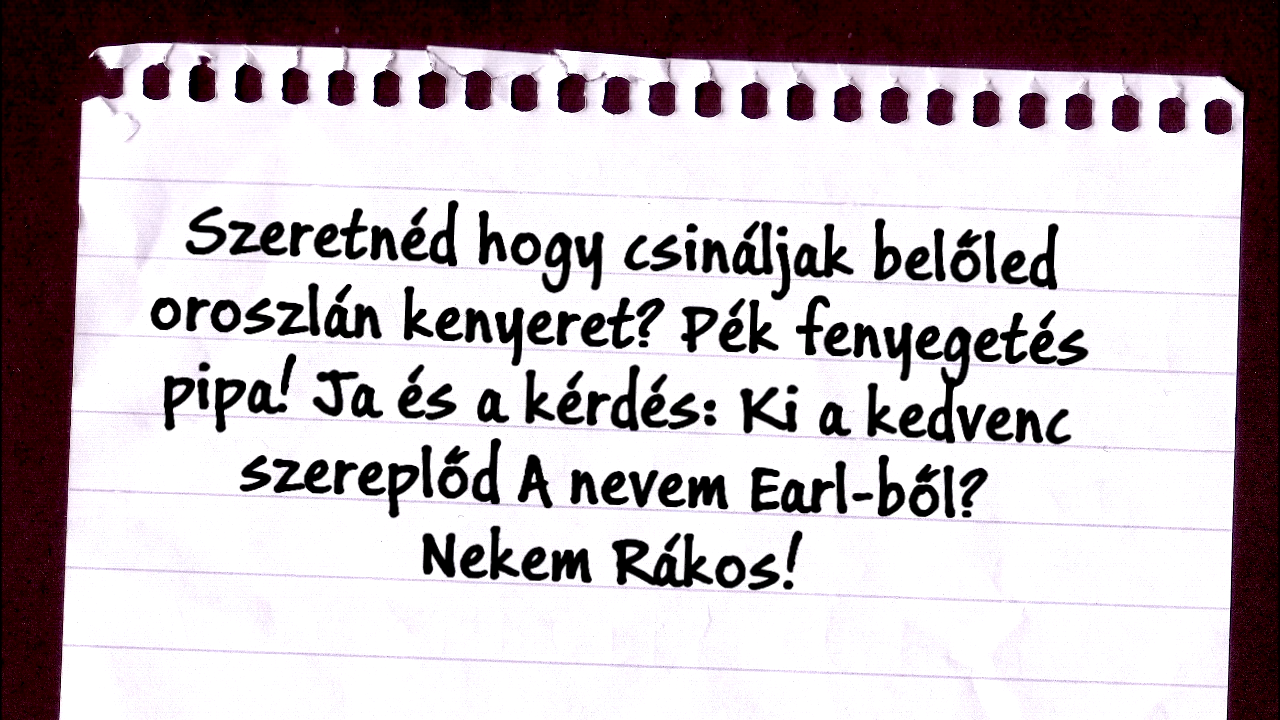 Szeretnéd hogy csináljak belőled
oroszlán kenyeret? Pék fenyegetés
pipa! Ja és a kérdés: Ki a kedvenc
szereplőd A nevem Earl-ből?
Nekem Rákos!